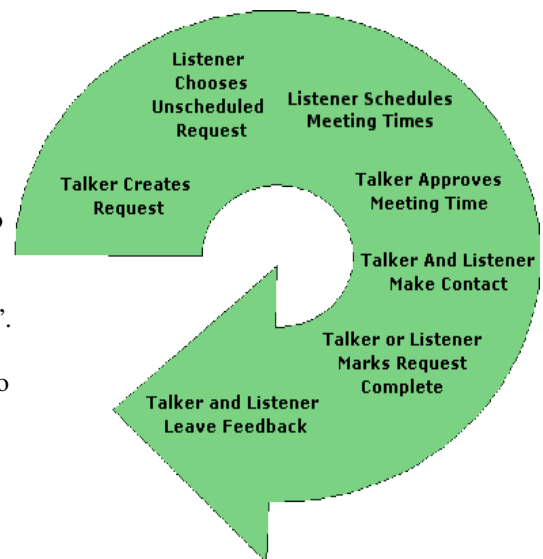 Talker Creates
Request
Listener
Chooses
Unscheduled
Request
Listener Schedules
Meeting Times
Talker Approves
Meeting Time
Talker And Listener
Make Contact
Talker or Listener
Marks Request
Complete
Talker and Listener
Leave Feedback